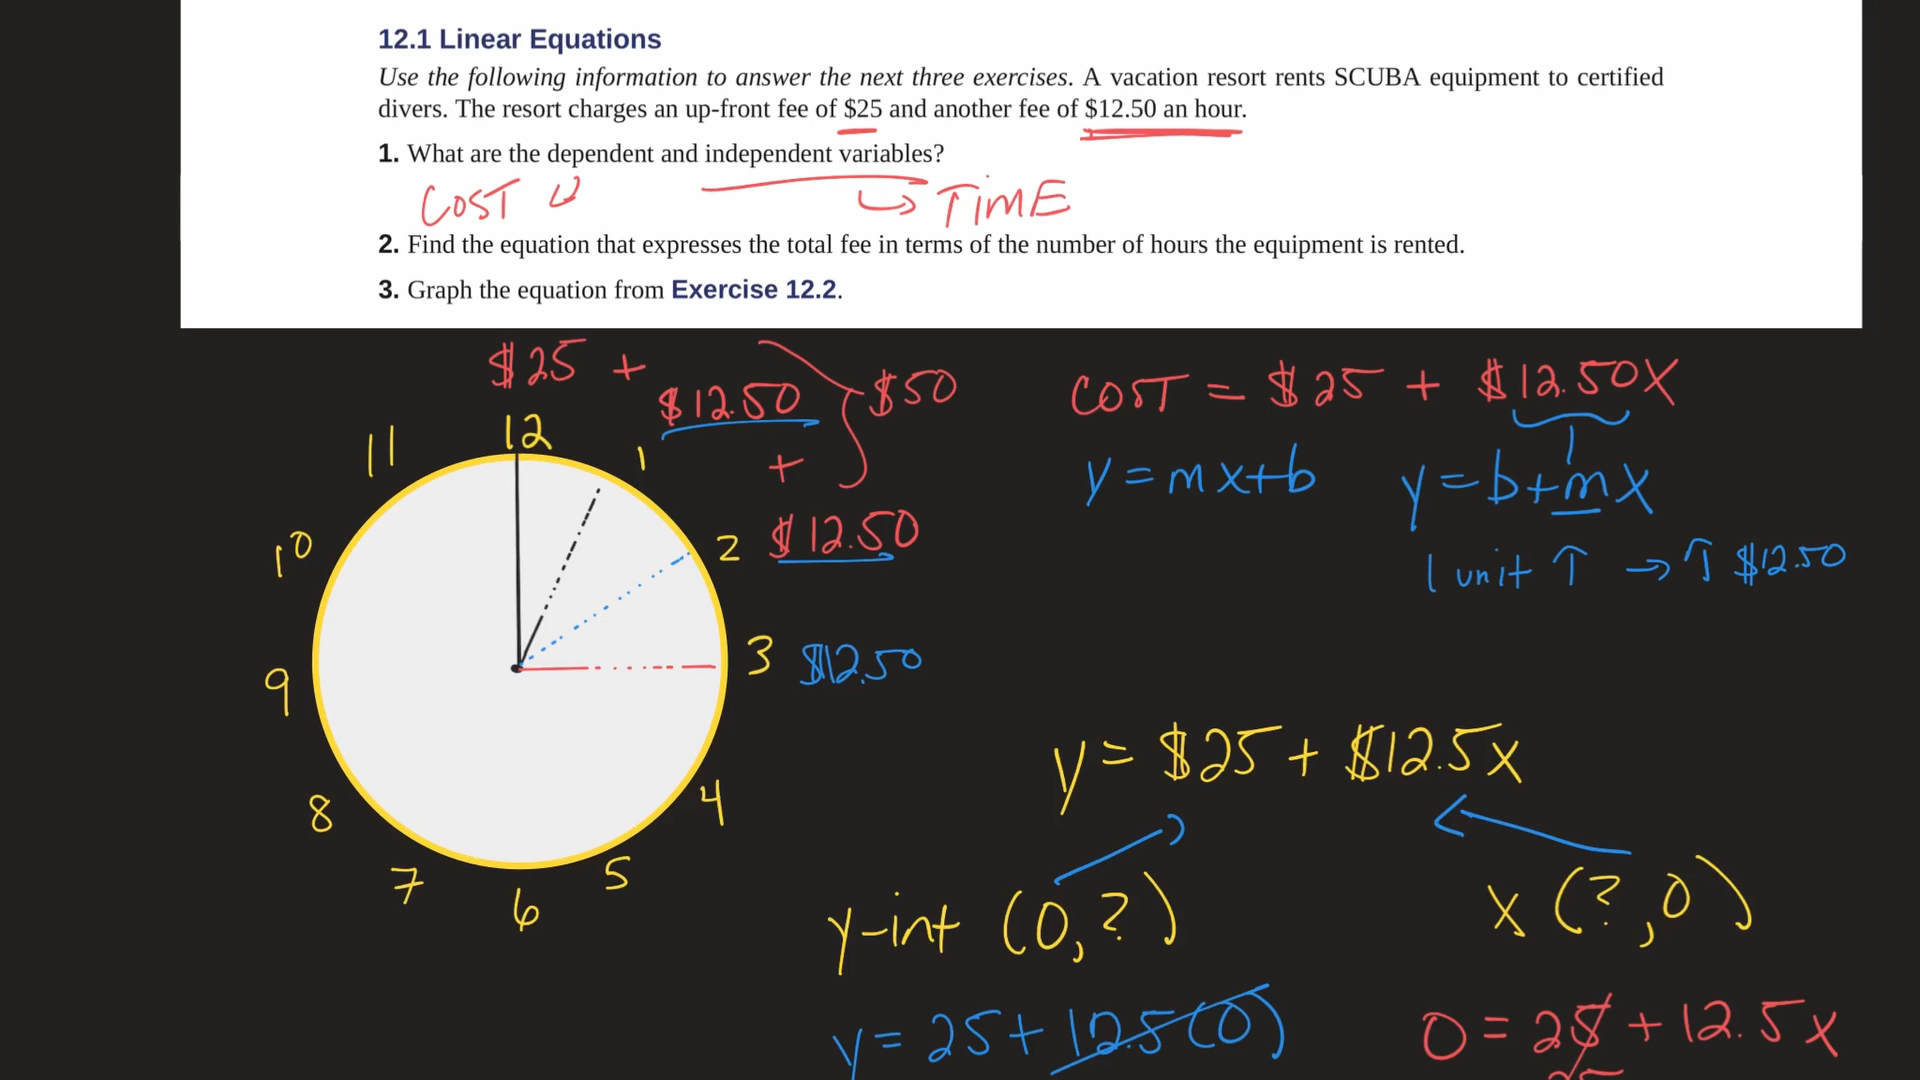 12.1 Linear Equations
Use the following information to answer the next three exercises. A vacation resort rents SCUBA equipment to certified
divers. The resort charges an up-front fee of $25 and another fee of $12.50 an hour.
1. What are the dependent and independent variables?
COST TIME
2. Find the equation that expresses the total fee in terms of the number of hours the equipment is rented.
3. Graph the equation from Exercise 12.2.
$25 +
$12.50 $50
+
$12.50
12
1
2
3 $12.50
4
5
6
7
8
9
10
11
COST = $25 + $12.50X
y = mx+b y = b+mx
1 unit ↑ → ↑ $12.50
y = $25 + $12.5x
y-int (0,?) x (?,0)
y = 25+12.5(0) 0 = 25 + 12.5x